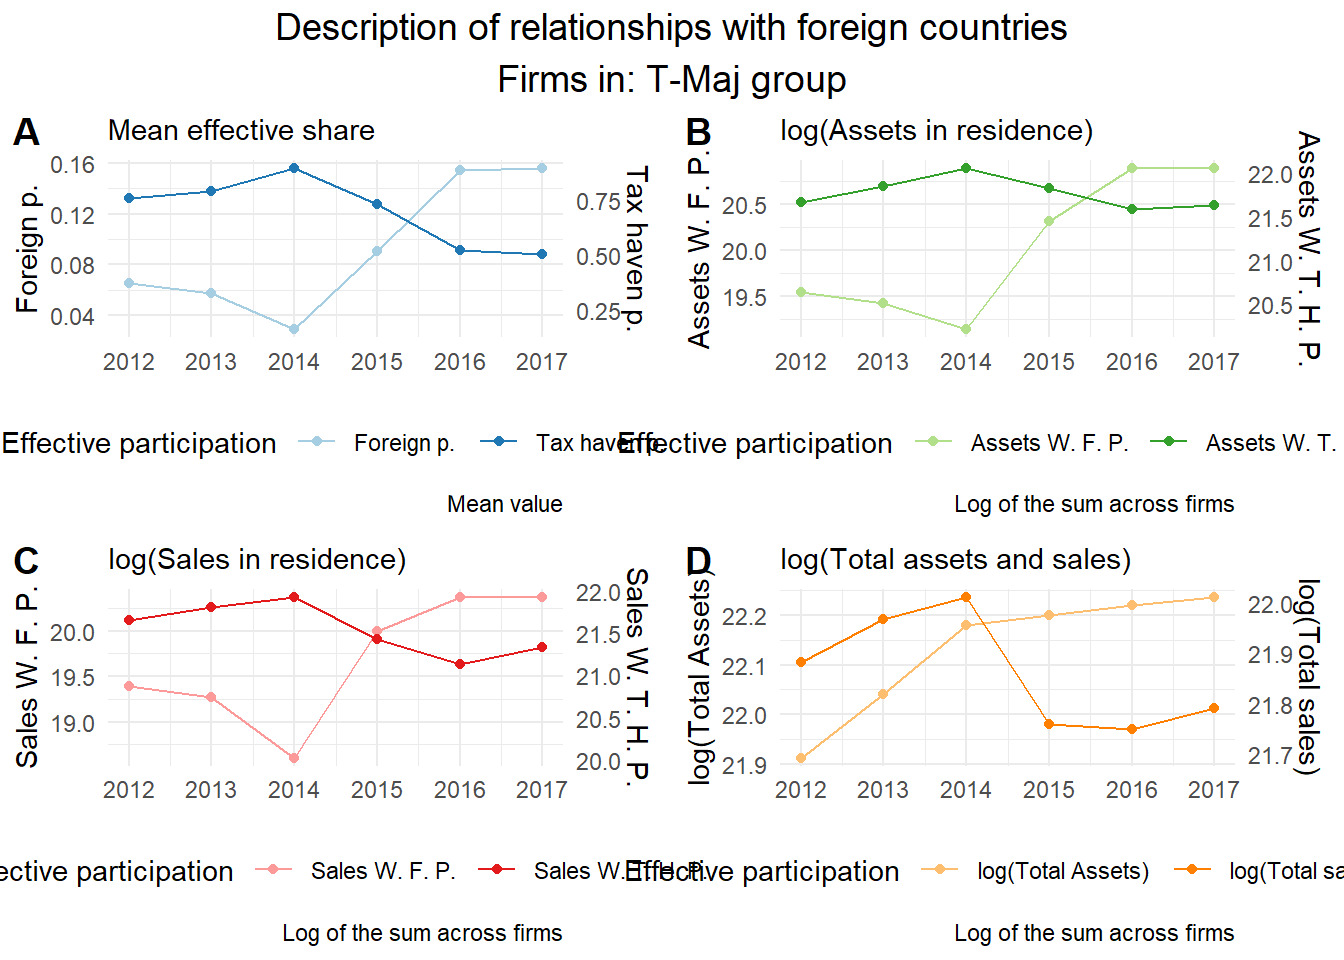 Description of relationships with foreign countries
Firms in: T-Maj group
A
Mean effective share
Foreign p.
0.16
0.12
0.08
0.04
Tax haven p.
0.75
0.50
0.25
2012 2013 2014 2015 2016 2017
Effective participation Foreign p. Tax haven p.
Mean value
B
log(Assets in residence)
Assets W. F. P.
20.5
20.0
19.5
Assets W. T. H. P.
22.0
21.5
21.0
20.5
2012 2013 2014 2015 2016 2017
Effective participation Assets W. F. P. Assets W. T.
Log of the sum across firms
C
log(Sales in residence)
Sales W. F. P.
20.0
19.5
19.0
Sales W. T. H. P.
22.0
21.5
21.0
20.5
20.0
2012 2013 2014 2015 2016 2017
ective participation Sales W. F. P. Sales W. T. H. P.
Log of the sum across firms
D
log(Total assets and sales)
log(Total Assets)
22.2
22.1
22.0
21.9
log(Total sales)
22.0
21.9
21.8
21.7
2012 2013 2014 2015 2016 2017
Effective participation log(Total Assets) log(Total sa
Log of the sum across firms